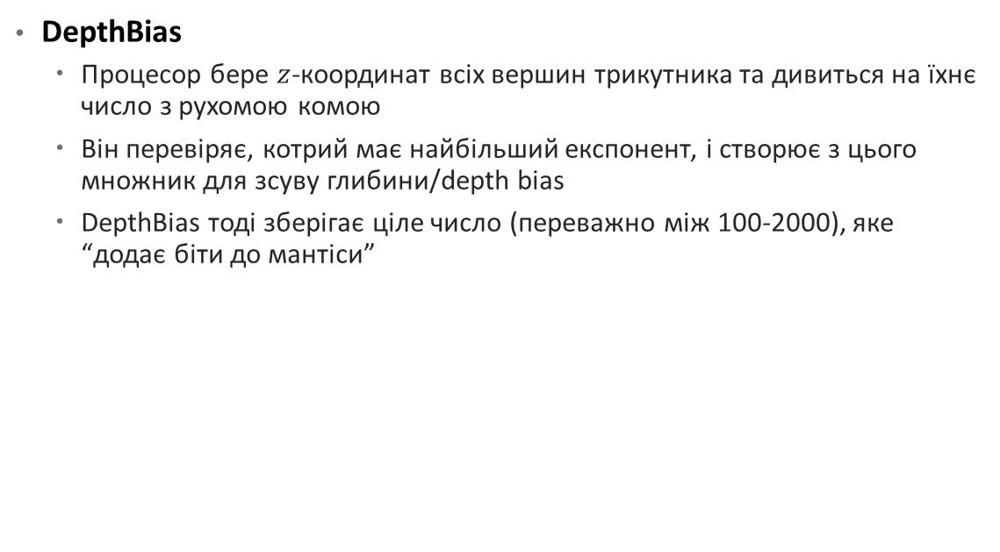 DepthBias
Процесор бере z-координат всіх вершин трикутника та дивиться на їхнє
число з рухомою комою
Він перевіряє, котрий має найбільший експонент, і створює з цього
множник для зсуву глибини/depth bias
DepthBias тоді зберігає ціле число (переважно між 100-2000), яке
“додає біти до мантіси”